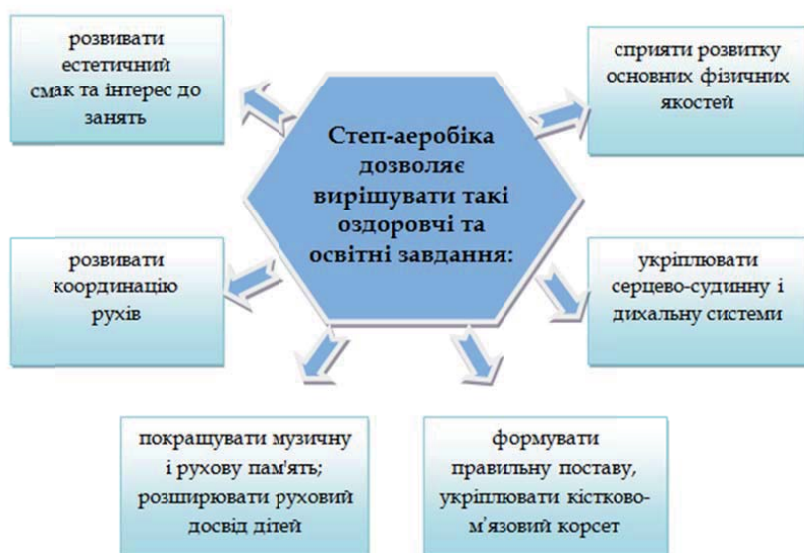 розвивати
естетичний
смак та інтерес до
занять
сприяти розвитку
основних фізичних
якостей
Степ-аеробіка
дозволяє
вирішувати такі
оздоровчі та
освітні завдання:
розвивати
координацію
рухів
укріплювати
серцево-судинну і
дихальну системи
покращувати музичну
і рухову пам'ять;
розширювати руховий
досвід дітей
формувати
правильну поставу,
укріплювати кістково-
м'язовий корсет